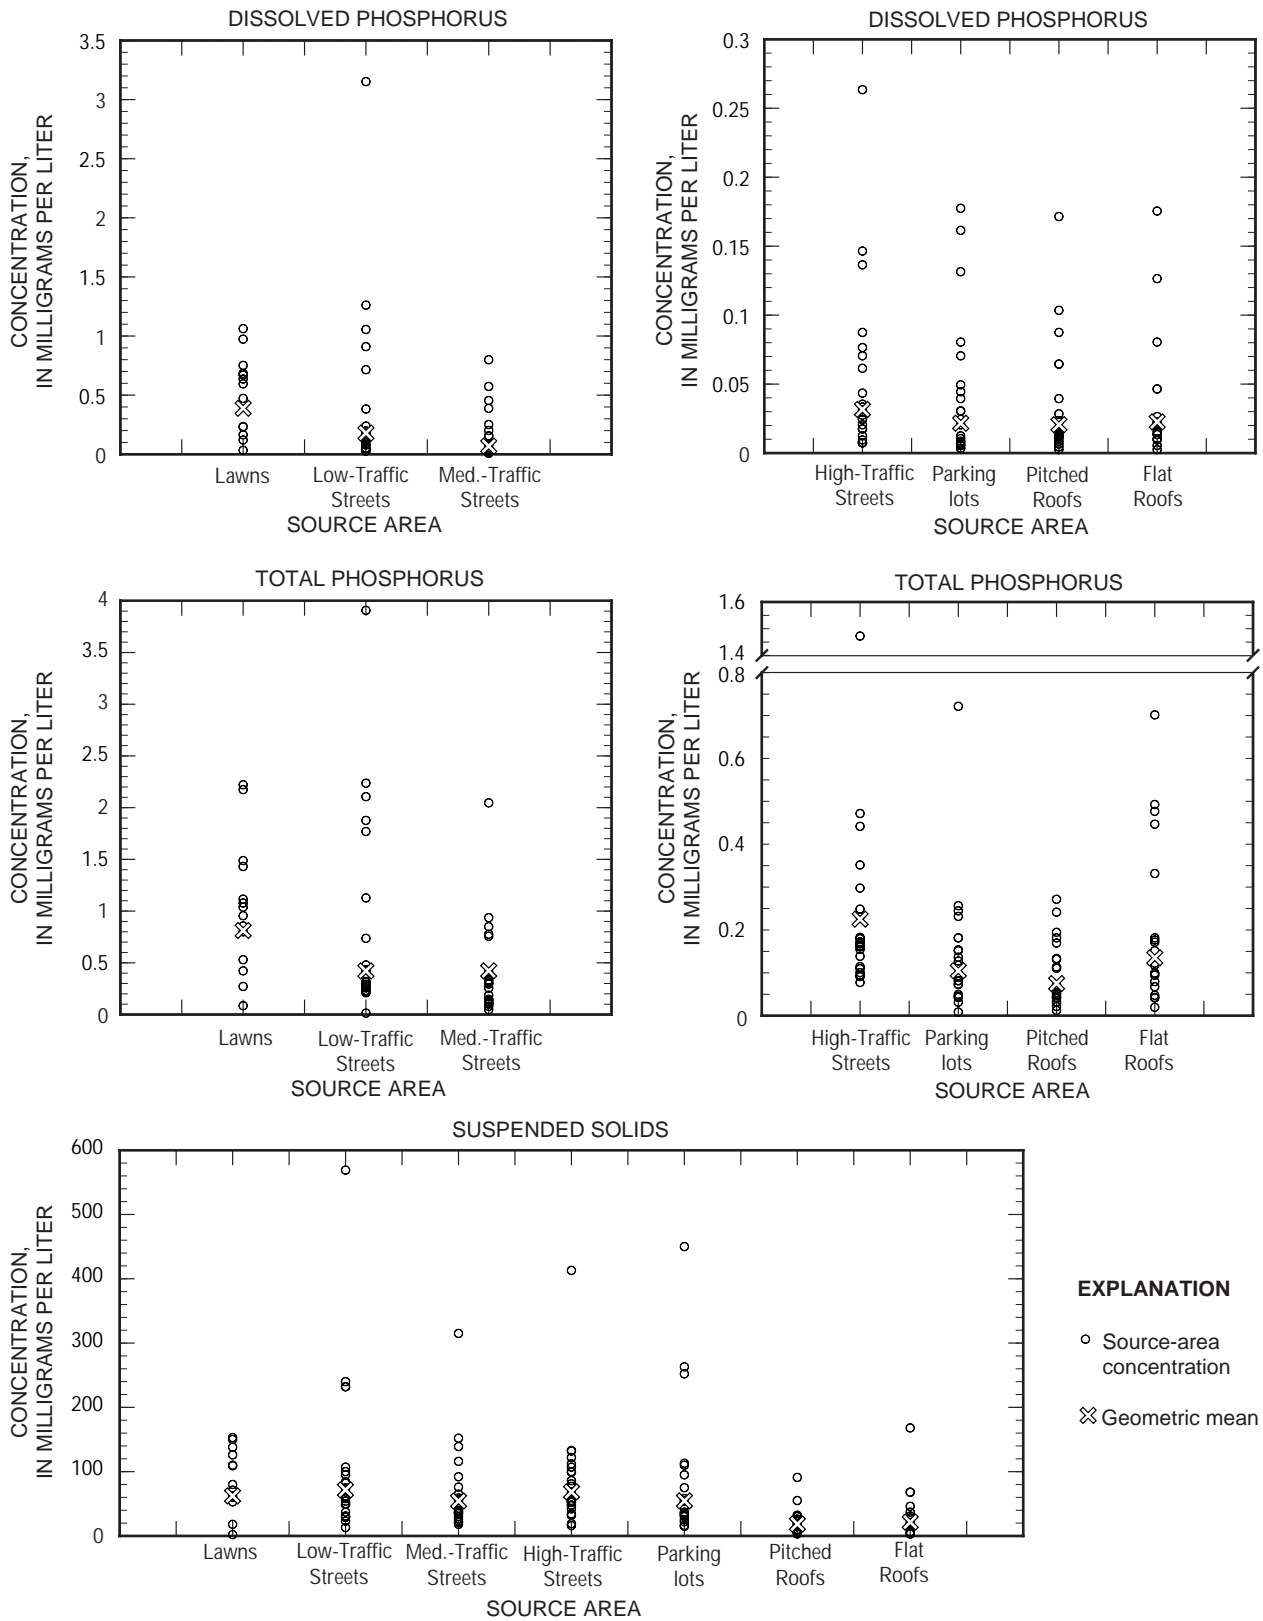 DISSOLVED PHOSPHORUS
CONCENTRATION,
IN MILLIGRAMS PER LITER
3.5
3
2.5
2
1.5
1
0.5
0
Lawns
Low-Traffic
Streets
Med.-Traffic
Streets
SOURCE AREA
DISSOLVED PHOSPHORUS
CONCENTRATION,
IN MILLIGRAMS PER LITER
0.3
0.25
0.2
0.15
0.1
0.05
0
High-Traffic
Streets
Parking
lots
Pitched
Roofs
Flat
Roofs
SOURCE AREA
TOTAL PHOSPHORUS
CONCENTRATION,
IN MILLIGRAMS PER LITER
4
3.5
3
2.5
2
1.5
1
0.5
0
Lawns
Low-Traffic
Streets
Med.-Traffic
Streets
SOURCE AREA
TOTAL PHOSPHORUS
CONCENTRATION,
IN MILLIGRAMS PER LITER
1.6
1.4
0.8
0.6
0.4
0.2
0
High-Traffic
Streets
Parking
lots
Pitched
Roofs
Flat
Roofs
SOURCE AREA
SUSPENDED SOLIDS
CONCENTRATION,
IN MILLIGRAMS PER LITER
600
500
400
300
200
100
0
Lawns
Low-Traffic
Streets
Med.-Traffic
Streets
High-Traffic
Streets
Parking
lots
Pitched
Roofs
Flat
Roofs
SOURCE AREA
EXPLANATION
Source-area
concentration
Geometric mean